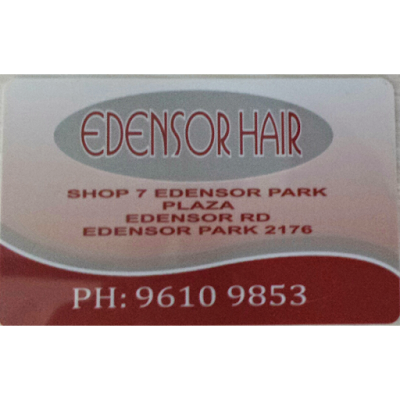 EDENSOR HAIR
SHOP 7 EDENSOR PARK
PLAZA
EDENSOR RD
EDENSOR PARK 2176
PH: 9610 9853